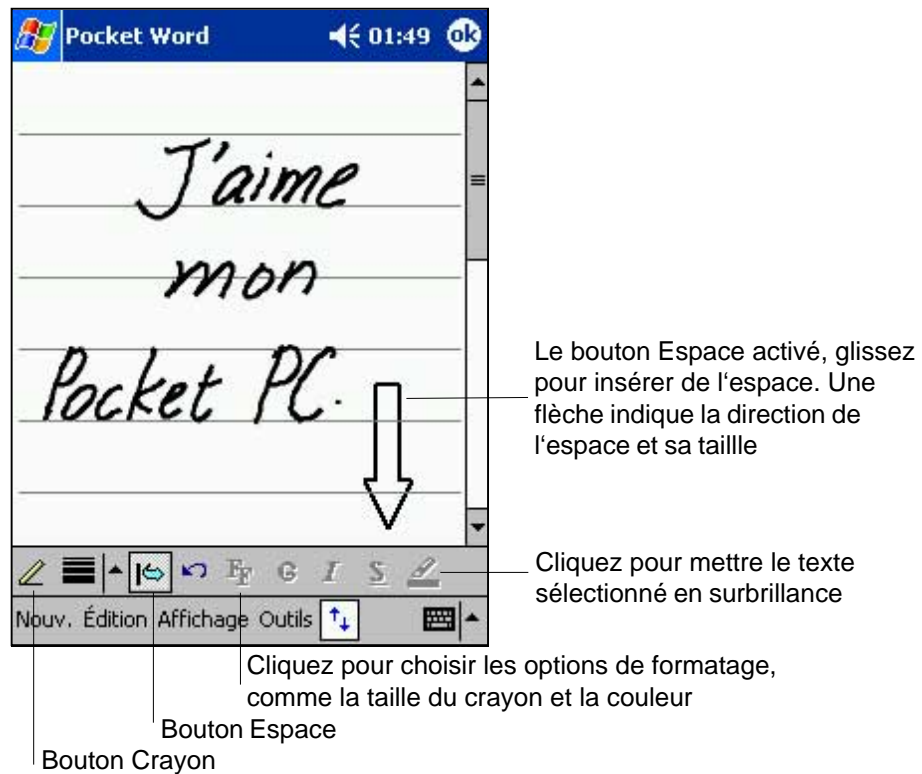 Pocket Word 01:49 ok
J'aime
mon
Pocket PC.
Le bouton Espace activé, glissez
pour insérer de l‘espace. Une
flèche indique la direction de
l‘espace et sa taillle
Cliquez pour mettre le texte
sélectionné en surbrillance
FF G I S
Nouv. Édition Affichage Outils
Cliquez pour choisir les options de formatage,
comme la taille du crayon et la couleur
Bouton Espace
Bouton Crayon